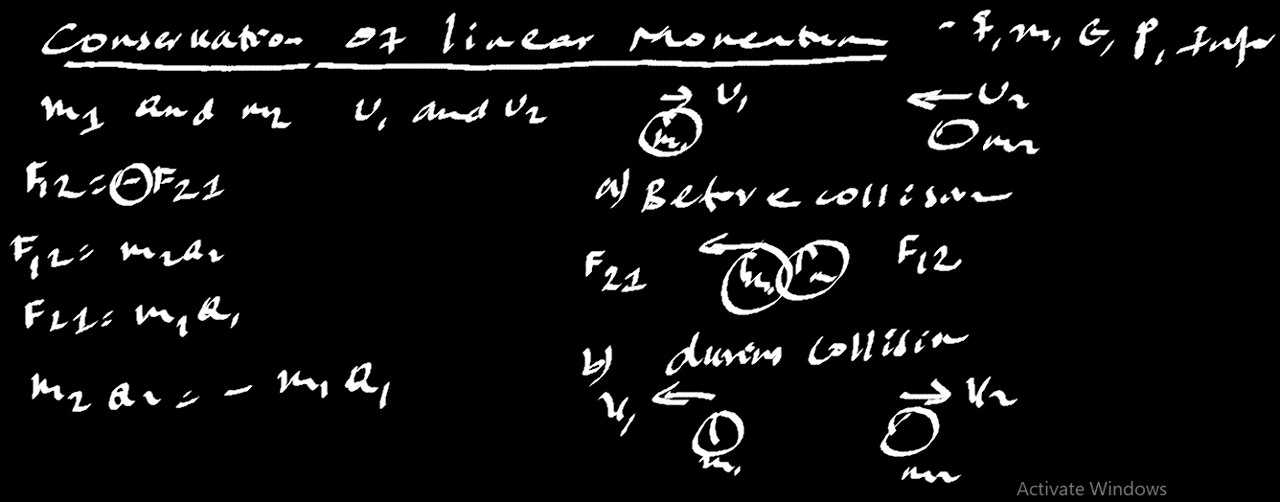 Conservation of linear Momentum - F, m, G, P, Info
m1 and m2 U1 and U2
m1 U1 U2 m2
F12 = -F21
a) Before collision
F12 = m2a2
F21 m1 m2 F12
F21 = m1a1
b) during collision
m2a2 = - m1a1
V1 V2
m1 m2
Activate Windows